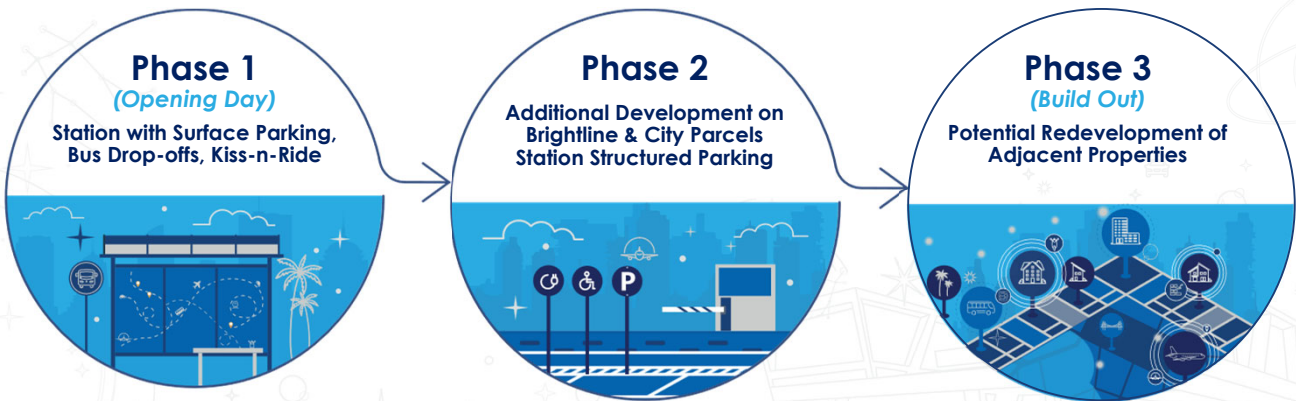 Phase 1
(Opening Day)
Station with Surface Parking,
Bus Drop-offs, Kiss-n-Ride
Phase 2
Additional Development on
Brightline & City Parcels
Station Structured Parking
P
Phase 3
(Build Out)
Potential Redevelopment of
Adjacent Properties